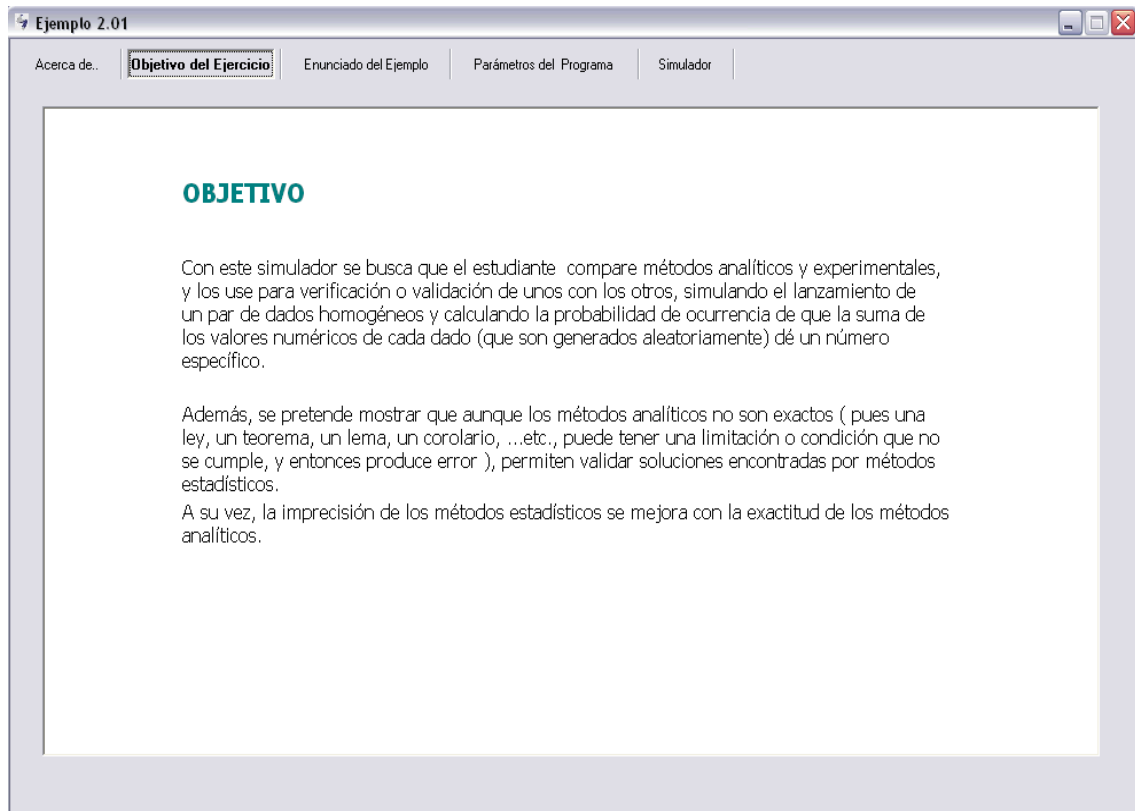 Ejemplo 2.01
Acerca de.. Objetivo del Ejercicio Enunciado del Ejemplo Parámetros del Programa Simulador
OBJETIVO
Con este simulador se busca que el estudiante compare métodos analíticos y experimentales,
y los use para verificación o validación de unos con los otros, simulando el lanzamiento de
un par de dados homogéneos y calculando la probabilidad de ocurrencia de que la suma de
los valores numéricos de cada dado (que son generados aleatoriamente) dé un número
específico.
Además, se pretende mostrar que aunque los métodos analíticos no son exactos ( pues una
ley, un teorema, un lema, un corolario, ...etc., puede tener una limitación o condición que no
se cumple, y entonces produce error ), permiten validar soluciones encontradas por métodos
estadísticos.
A su vez, la imprecisión de los métodos estadísticos se mejora con la exactitud de los métodos
analíticos.